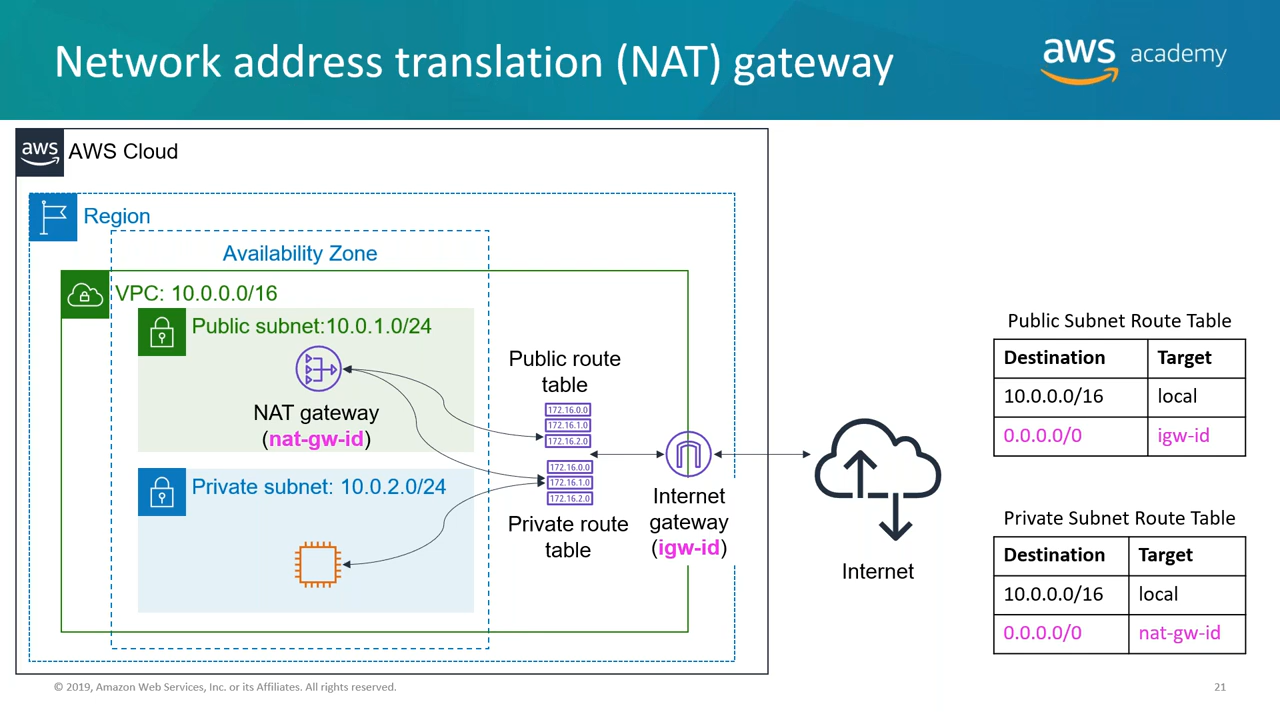 Network address translation (NAT) gateway
aws academy
aws
AWS Cloud
Region
Availability Zone
VPC: 10.0.0.0/16
Public subnet:10.0.1.0/24
NAT gateway
(nat-gw-id)
Private subnet: 10.0.2.0/24
Public route
table
172.16.0.0
172.16.1.0
172.16.2.0
172.16.0.0
172.16.1.0
172.16.2.0
Private route
table
Internet
gateway
(igw-id)
Internet
Public Subnet Route Table
Destination Target
10.0.0.0/16 local
0.0.0.0/0 igw-id
Private Subnet Route Table
Destination Target
10.0.0.0/16 local
0.0.0.0/0 nat-gw-id
© 2019, Amazon Web Services, Inc. or its Affiliates. All rights reserved.
21